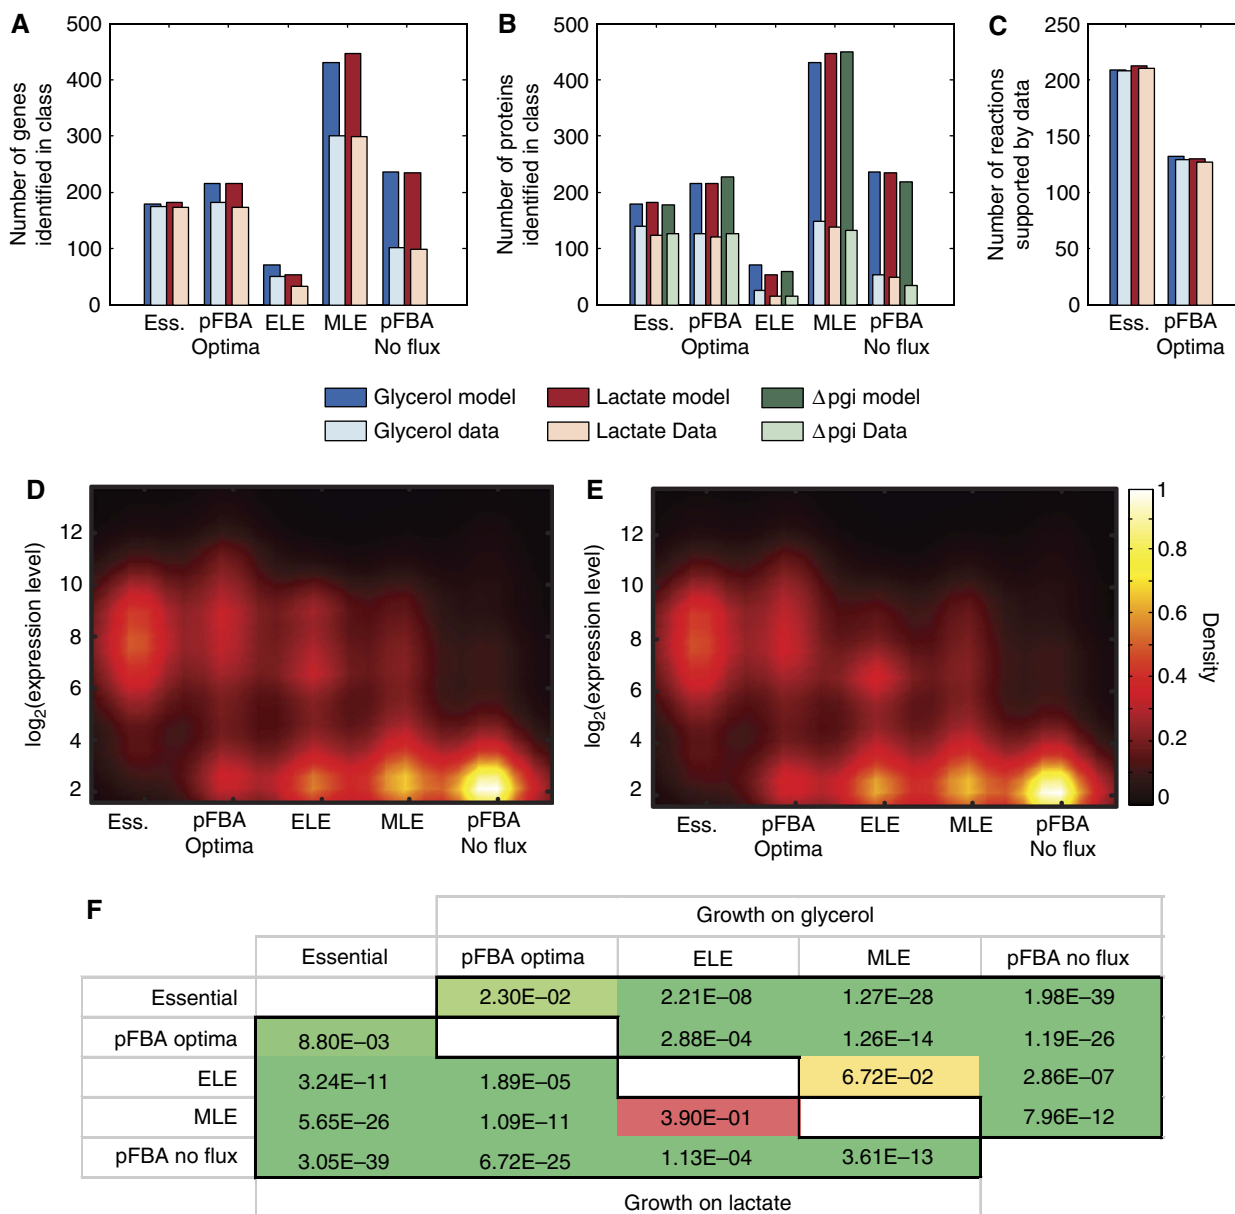 A
Number of genes
identified in class
500
400
300
200
100
0
Ess.
pFBA
Optima
ELE
MLE
pFBA
No flux
B
Number of proteins
identified in class
500
400
300
200
100
0
Ess.
pFBA
Optima
ELE
MLE
pFBA
No flux
C
Number of reactions
supported by data
250
200
150
100
50
0
Ess.
pFBA
Optima
Glycerol model
Lactate model
Δpgi model
Glycerol data
Lactate Data
Δpgi Data
D
log2(expression level)
12
10
8
6
4
2
Ess.
pFBA
Optima
ELE
MLE
pFBA
No flux
E
log2(expression level)
12
10
8
6
4
2
Ess.
pFBA
Optima
ELE
MLE
pFBA
No flux
1
0.8
0.6
0.4
0.2
0
Density
F
Growth on glycerol
Essential pFBA optima ELE MLE pFBA no flux
Essential 2.30E–02 2.21E–08 1.27E–28 1.98E–39
pFBA optima 8.80E–03 2.88E–04 1.26E–14 1.19E–26
ELE 3.24E–11 1.89E–05 6.72E–02 2.86E–07
MLE 5.65E–26 1.09E–11 3.90E–01 7.96E–12
pFBA no flux 3.05E–39 6.72E–25 1.13E–04 3.61E–13
Growth on lactate